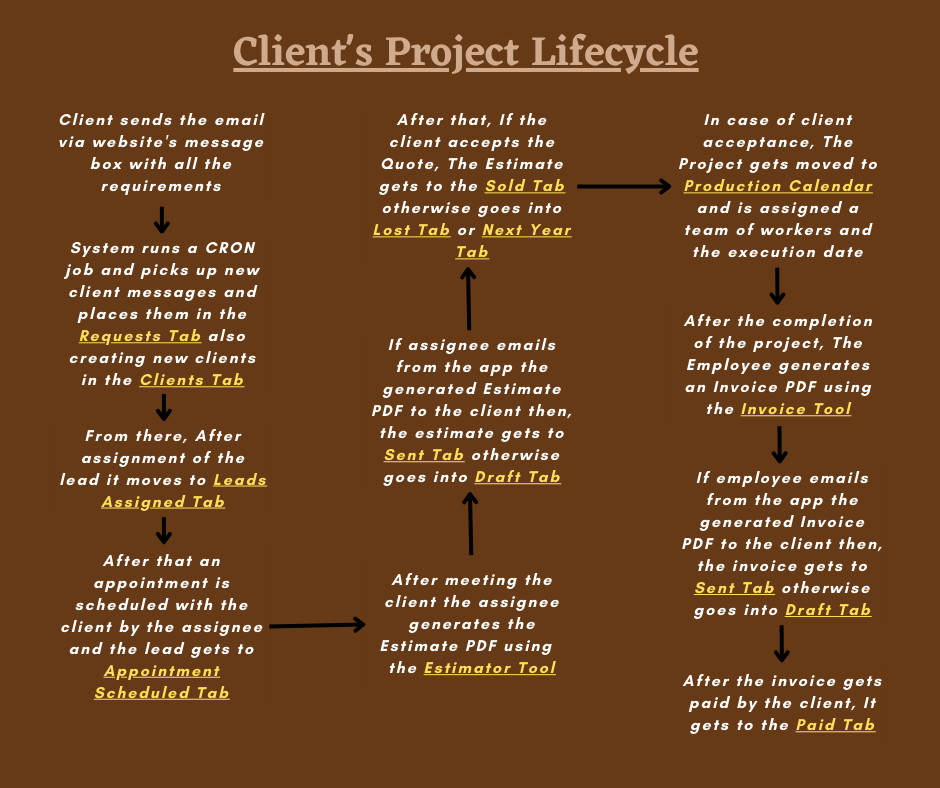 Client's Project Lifecycle
Client sends the email
via website's message
box with all the
requirements
System runs a CRON
job and picks up new
client messages and
places them in the
Requests Tab also
creating new clients
in the Clients Tab
From there, After
assignment of the
lead it moves to Leads
Assigned Tab
After that an
appointment is
scheduled with the
client by the assignee
and the lead gets to
Appointment
Scheduled Tab
After meeting the
client the assignee
generates the
Estimate PDF using
the Estimator Tool
If assignee emails
from the app the
generated Estimate
PDF to the client then,
the estimate gets to
Sent Tab otherwise
goes into Draft Tab
After that, If the
client accepts the
Quote, The Estimate
gets to the Sold Tab
otherwise goes into
Lost Tab or Next Year
Tab
In case of client
acceptance, The
Project gets moved to
Production Calendar
and is assigned a
team of workers and
the execution date
After the completion
of the project, The
Employee generates
an Invoice PDF using
the Invoice Tool
If employee emails
from the app the
generated Invoice
PDF to the client then,
the invoice gets to
Sent Tab otherwise
goes into Draft Tab
After the invoice gets
paid by the client, It
gets to the Paid Tab